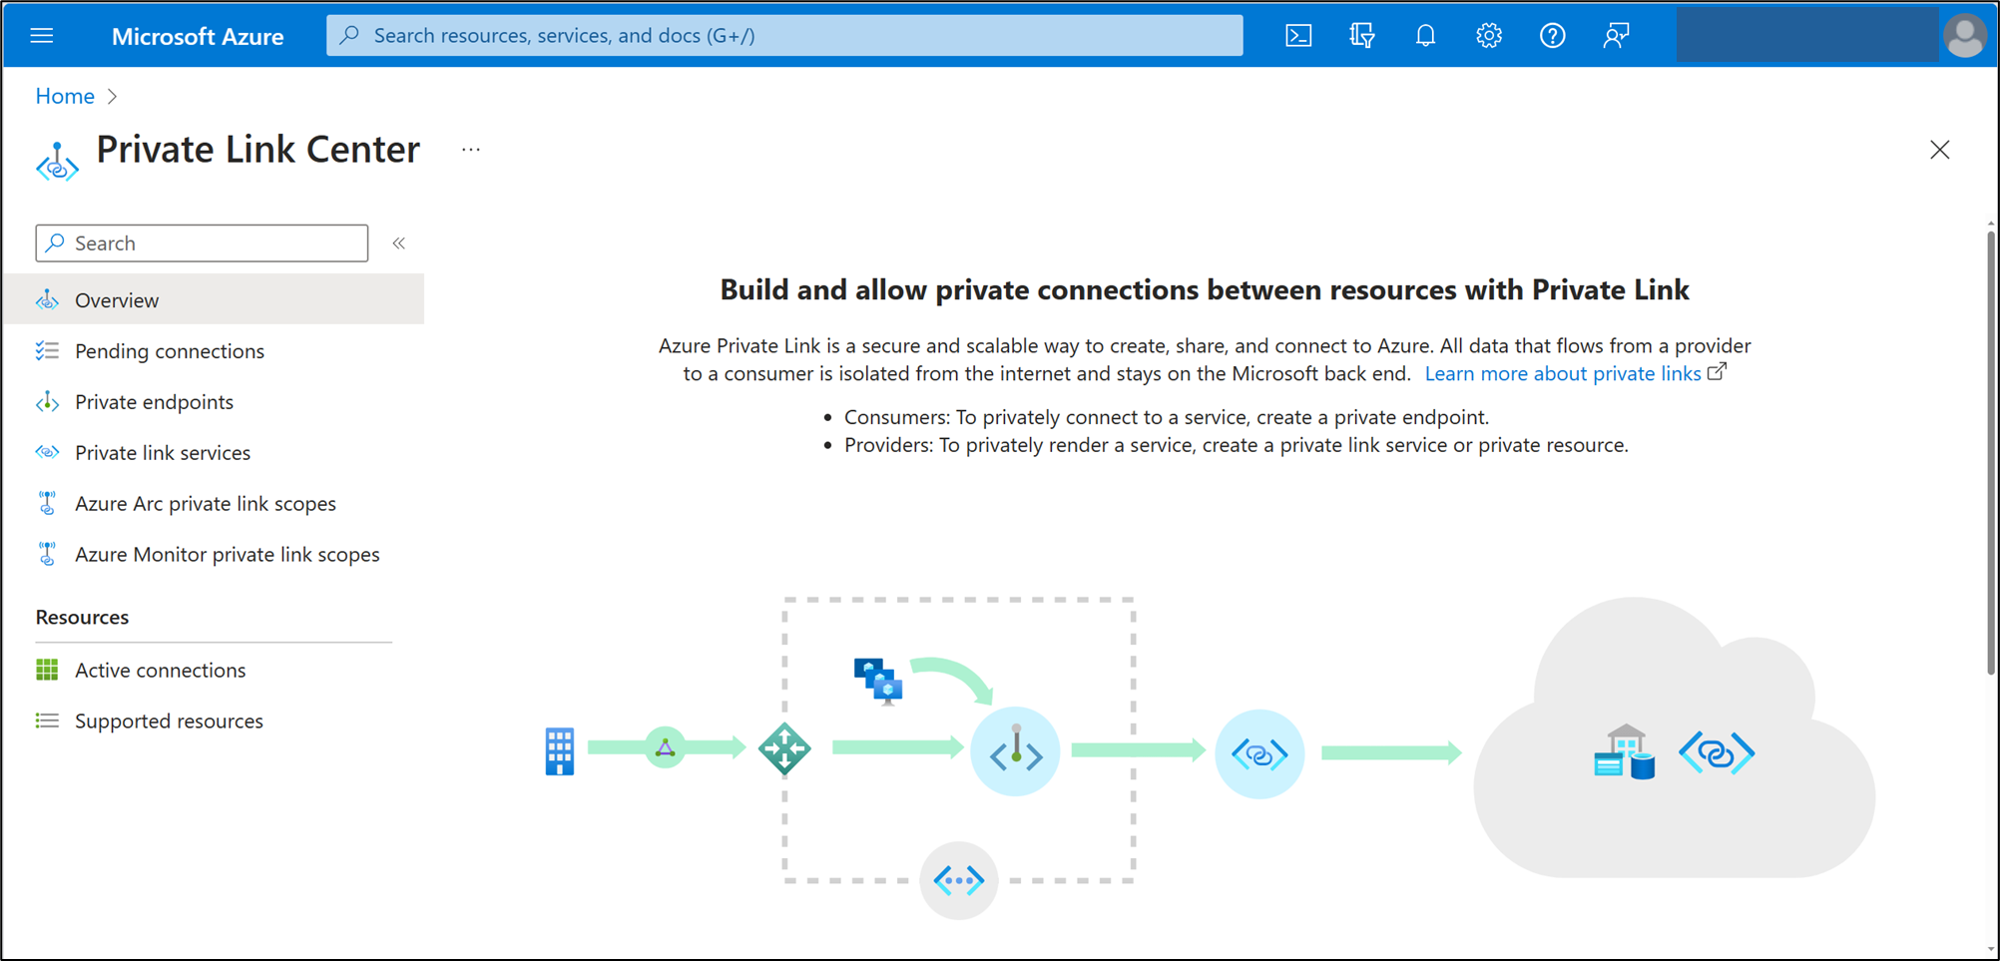 Microsoft Azure
Search resources, services, and docs (G+/)
Home
Private Link Center
...
Search
Overview
Pending connections
Private endpoints
Private link services
Azure Arc private link scopes
Azure Monitor private link scopes
Resources
Active connections
Supported resources
Build and allow private connections between resources with Private Link
Azure Private Link is a secure and scalable way to create, share, and connect to Azure. All data that flows from a provider
to a consumer is isolated from the internet and stays on the Microsoft back end. Learn more about private links
• Consumers: To privately connect to a service, create a private endpoint.
• Providers: To privately render a service, create a private link service or private resource.